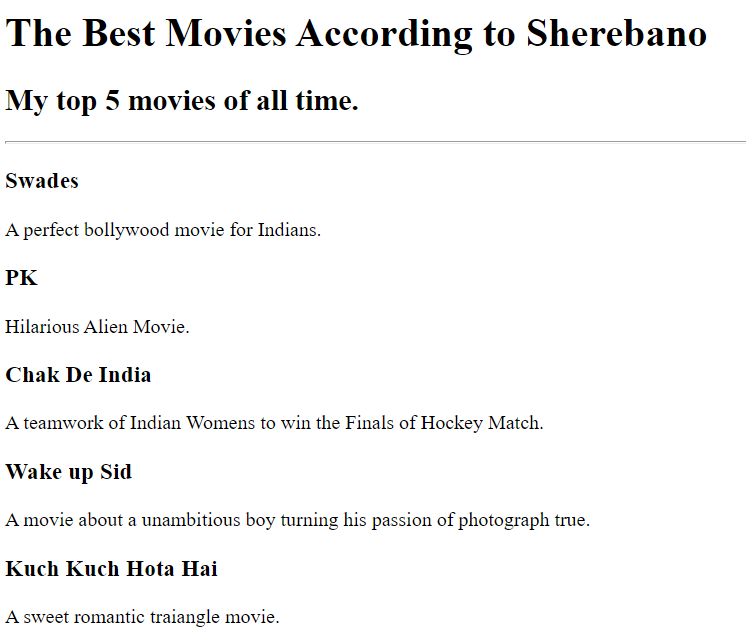 The Best Movies According to Sherebano
My top 5 movies of all time.
Swades
A perfect bollywood movie for Indians.
PK
Hilarious Alien Movie.
Chak De India
A teamwork of Indian Womens to win the Finals of Hockey Match.
Wake up Sid
A movie about a unambitious boy turning his passion of photograph true.
Kuch Kuch Hota Hai
A sweet romantic traiangle movie.